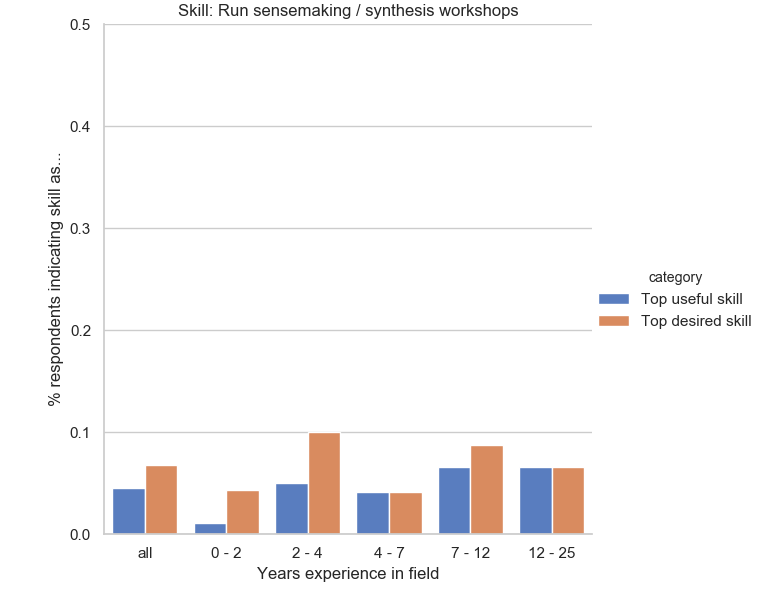 Skill: Run sensemaking / synthesis workshops
0.5
0.4
0.3
0.2
0.1
0.0
% respondents indicating skill as...
all
0 - 2
2 - 4
4 - 7
7 - 12
12 - 25
Years experience in field
category
Top useful skill
Top desired skill